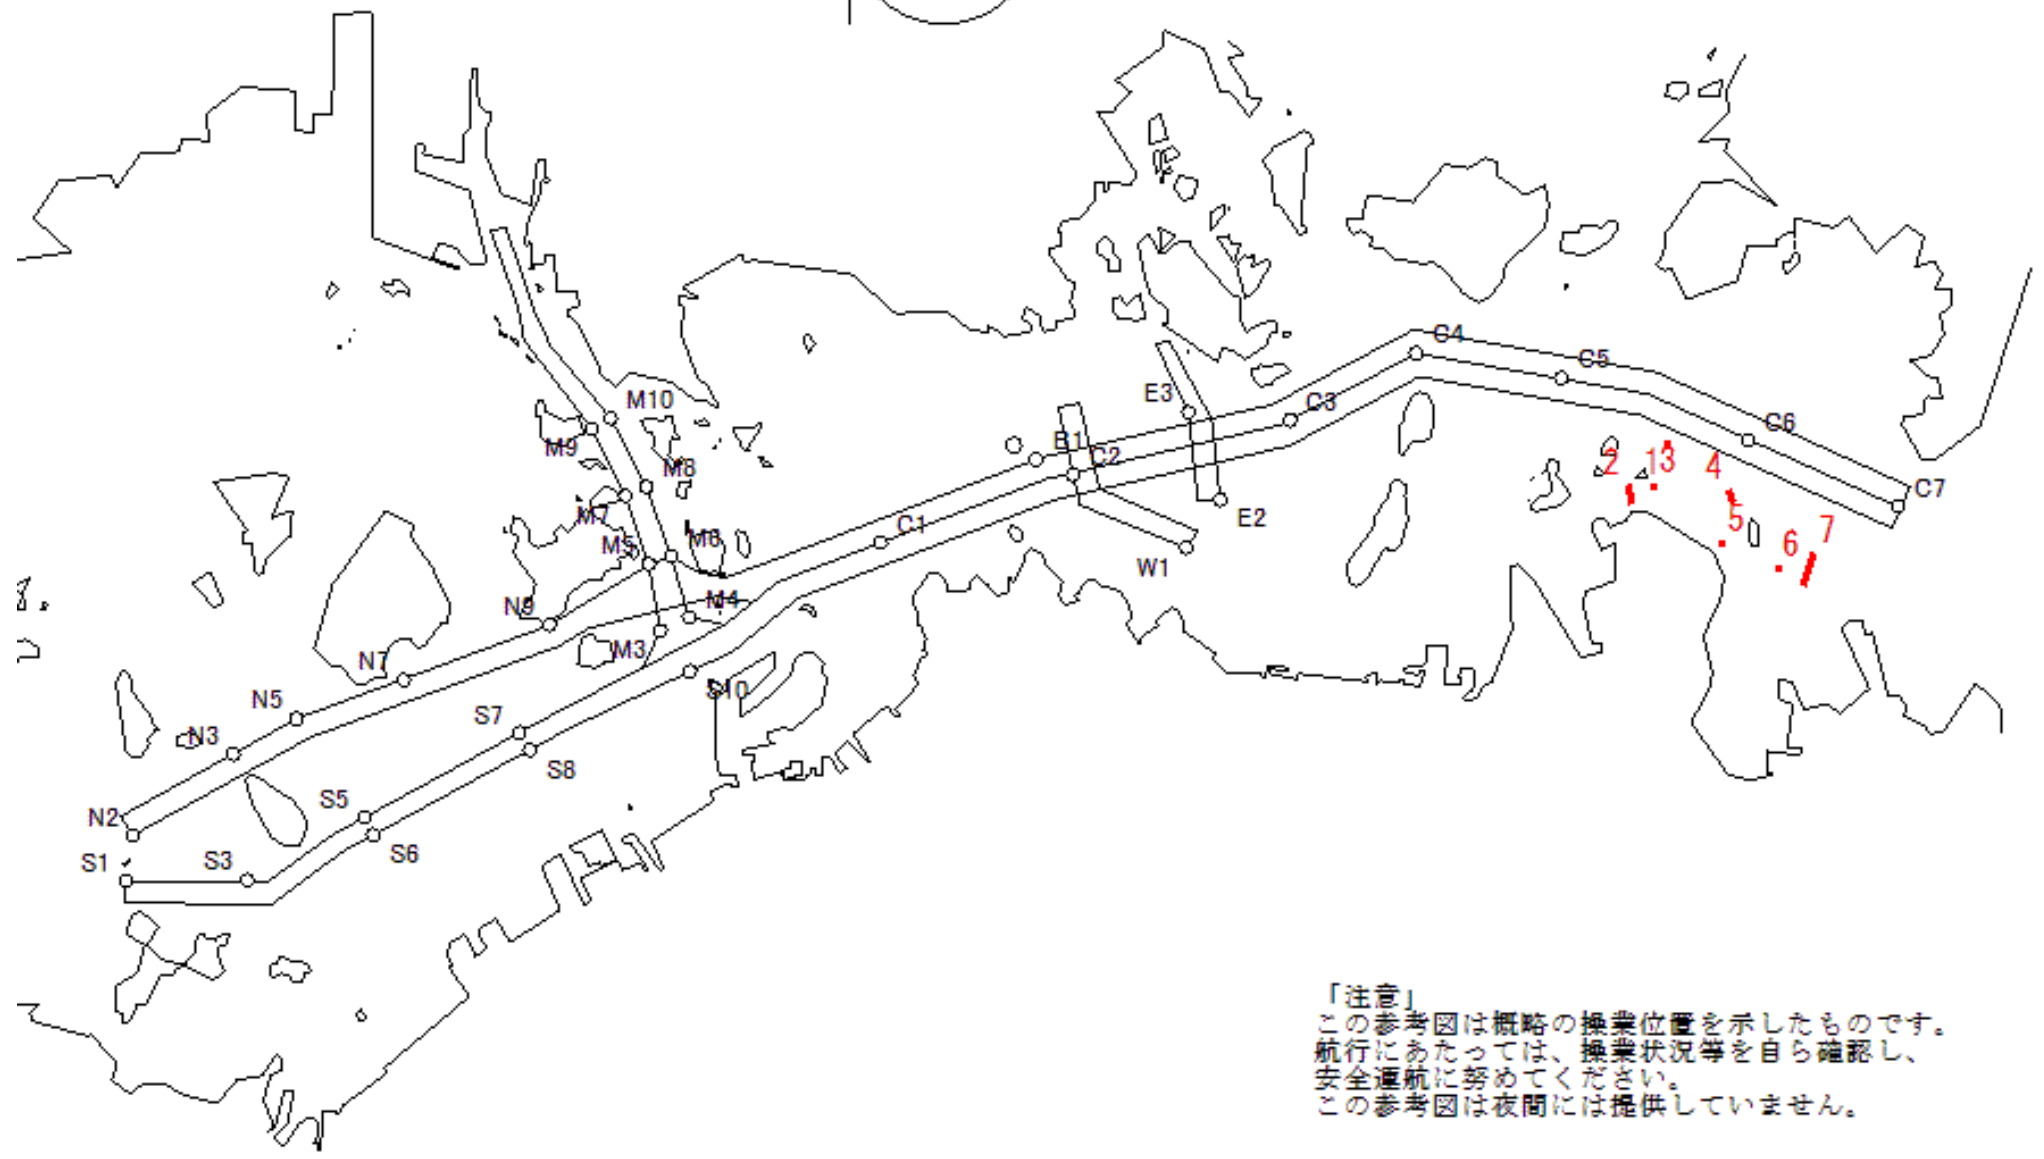 C4
C5
E3
M10
C3
C6
M9
B1
C2
M8
2 1 3 4
C7
M7
E2
5
M5 M6
C1
7
6
W1
N9
M4
M3
N7
S10
N5
S7
N3
S8
S5
N2
S6
S1
S3
「注意」
この参考図は概略の操業位置を示したものです。
航行にあたっては、操業状況等を自ら確認し、
安全運航に努めてください。
この参考図は夜間には提供していません。